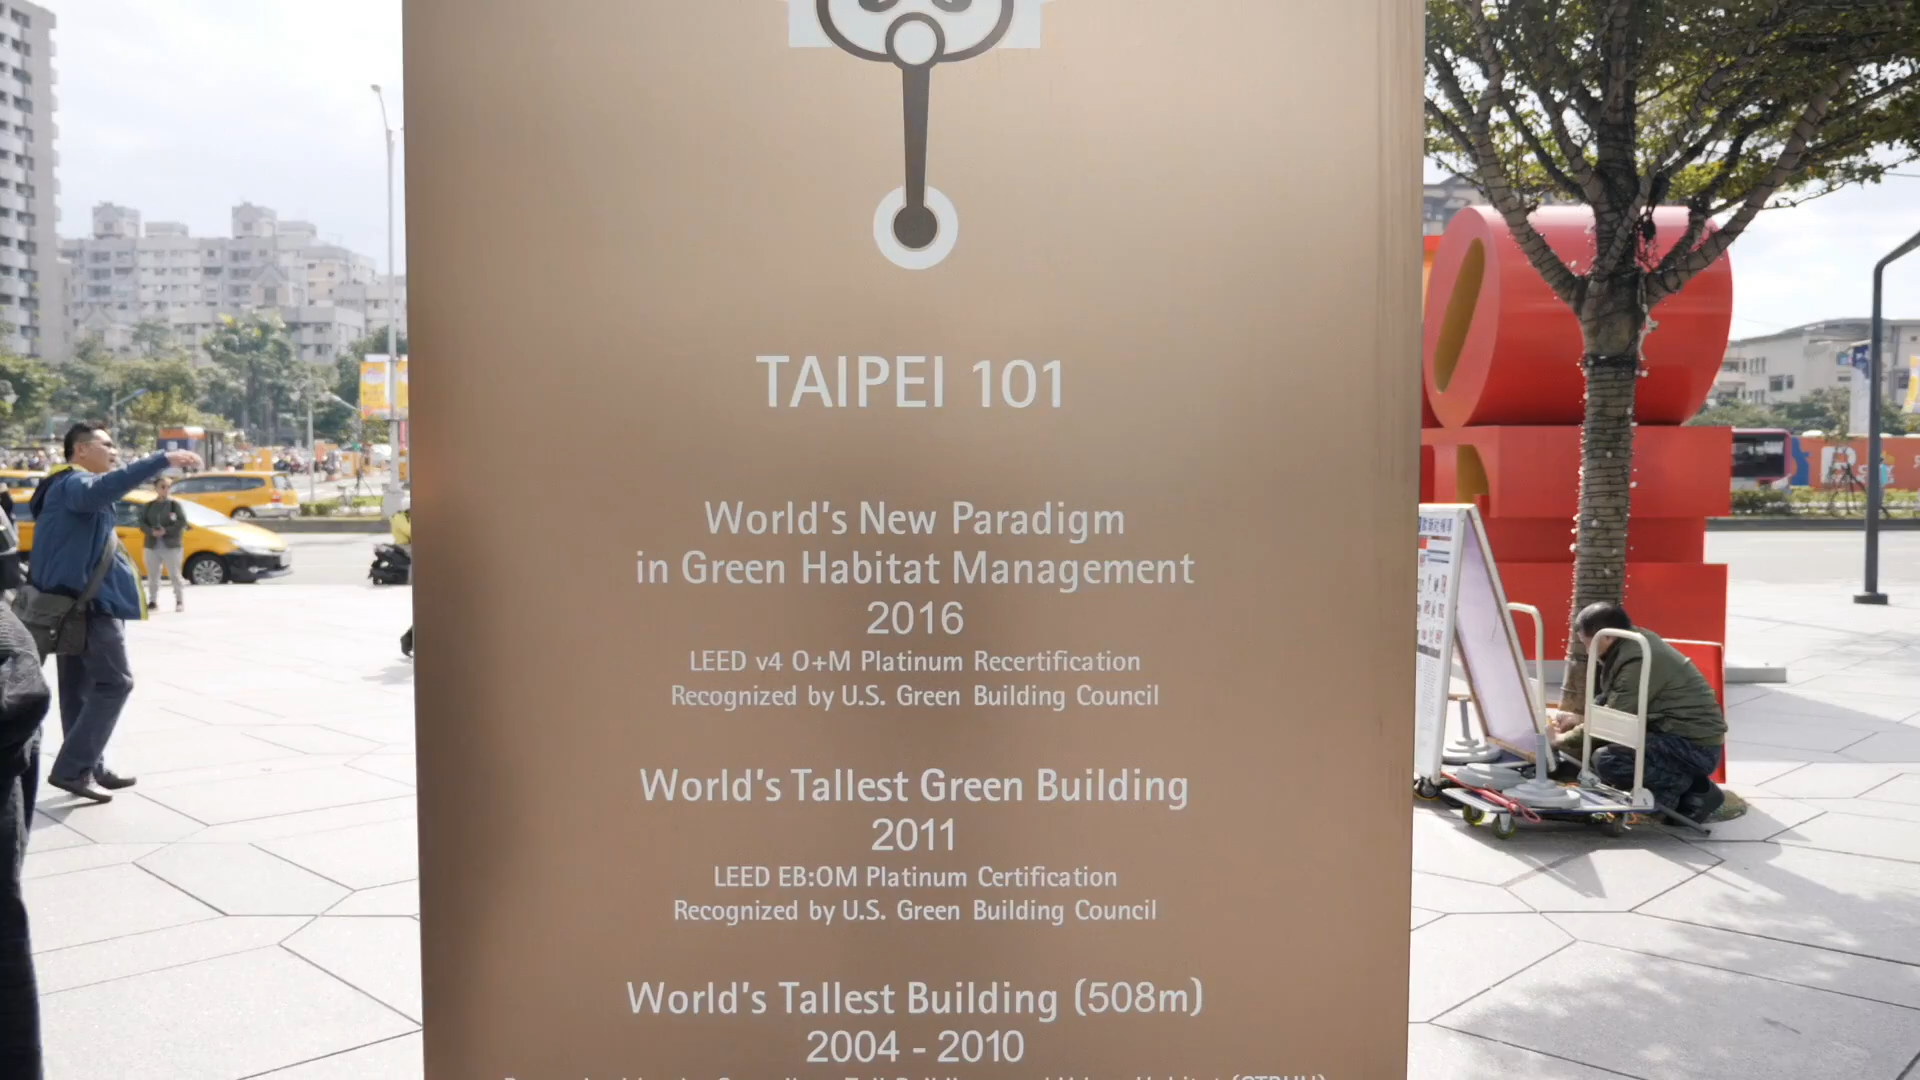 TAIPEI 101
World's New Paradigm
in Green Habitat Management
2016
LEED v4 O+M Platinum Recertification
Recognized by U.S. Green Building Council
World's Tallest Green Building
2011
LEED EB:OM Platinum Certification
Recognized by U.S. Green Building Council
World's Tallest Building (508m)
2004 - 2010